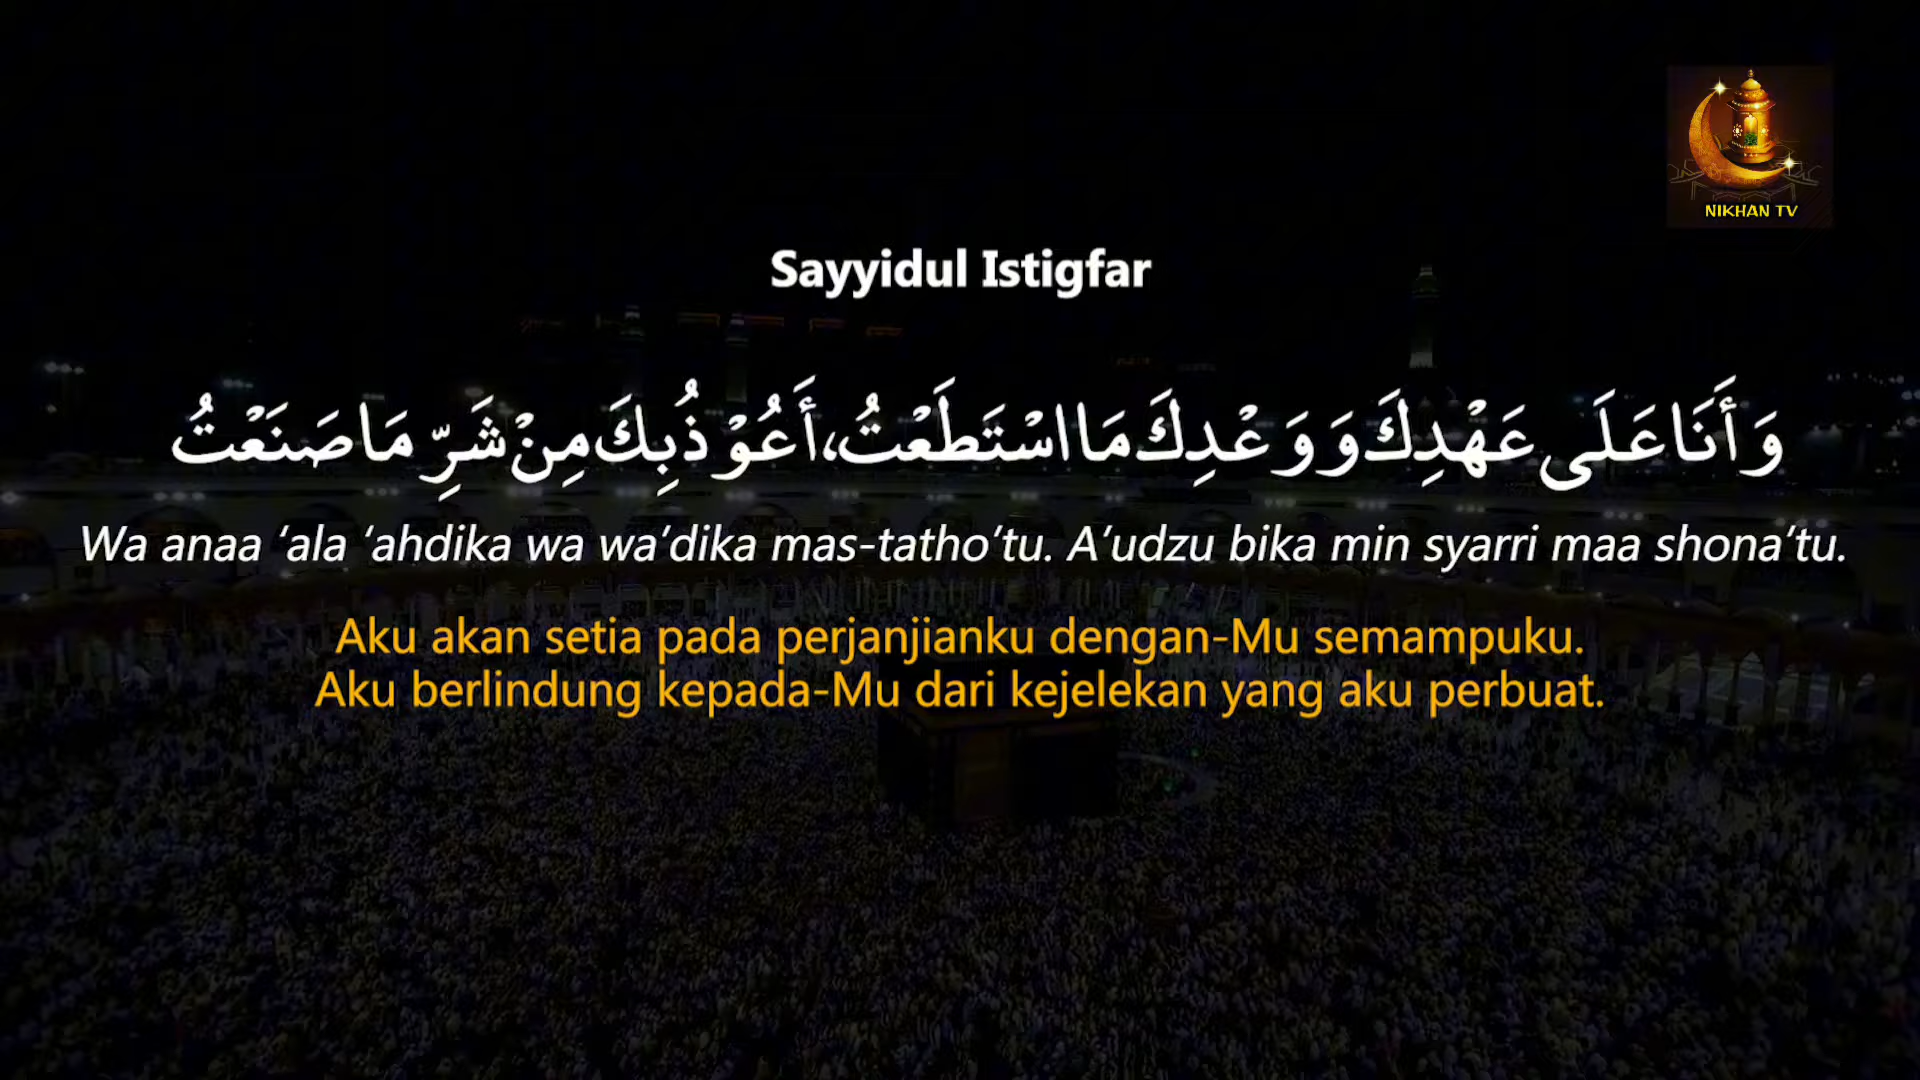 NIKHAN TV
Sayyidul Istigfar
وَأَنَا عَلَى عَهْدِكَ وَوَعْدِكَ مَا اسْتَطَعْتُ، أَعُوْذُ بِكَ مِنْ شَرِّ مَا صَنَعْتُ
Wa anaa ‘ala ‘ahdika wa wa’dika mas-tatho’tu. A’udzu bika min syarri maa shona’tu.
Aku akan setia pada perjanjianku dengan-Mu semampuku.
Aku berlindung kepada-Mu dari kejelekan yang aku perbuat.